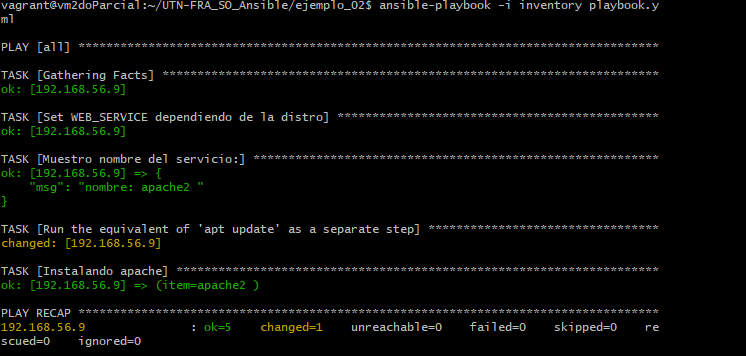 vagrant@vm2doParcial:~/UTN-FRA_SO_Ansible/ejemplo_02$ ansible-playbook -i inventory playbook.y
ml
PLAY [all] *****************************************************************************
TASK [Gathering Facts] *****************************************************************
ok: [192.168.56.9]
TASK [Set WEB_SERVICE dependiendo de la distro] ****************************************
ok: [192.168.56.9]
TASK [Muestro nombre del servicio:] ****************************************************
ok: [192.168.56.9] => {
    "msg": "nombre: apache2 "
}
TASK [Run the equivalent of 'apt update' as a separate step] ***************************
changed: [192.168.56.9]
TASK [Instalando apache] ***************************************************************
ok: [192.168.56.9] => (item=apache2 )
PLAY RECAP *****************************************************************************
192.168.56.9               : ok=5    changed=1    unreachable=0    failed=0    skipped=0    re
scued=0    ignored=0